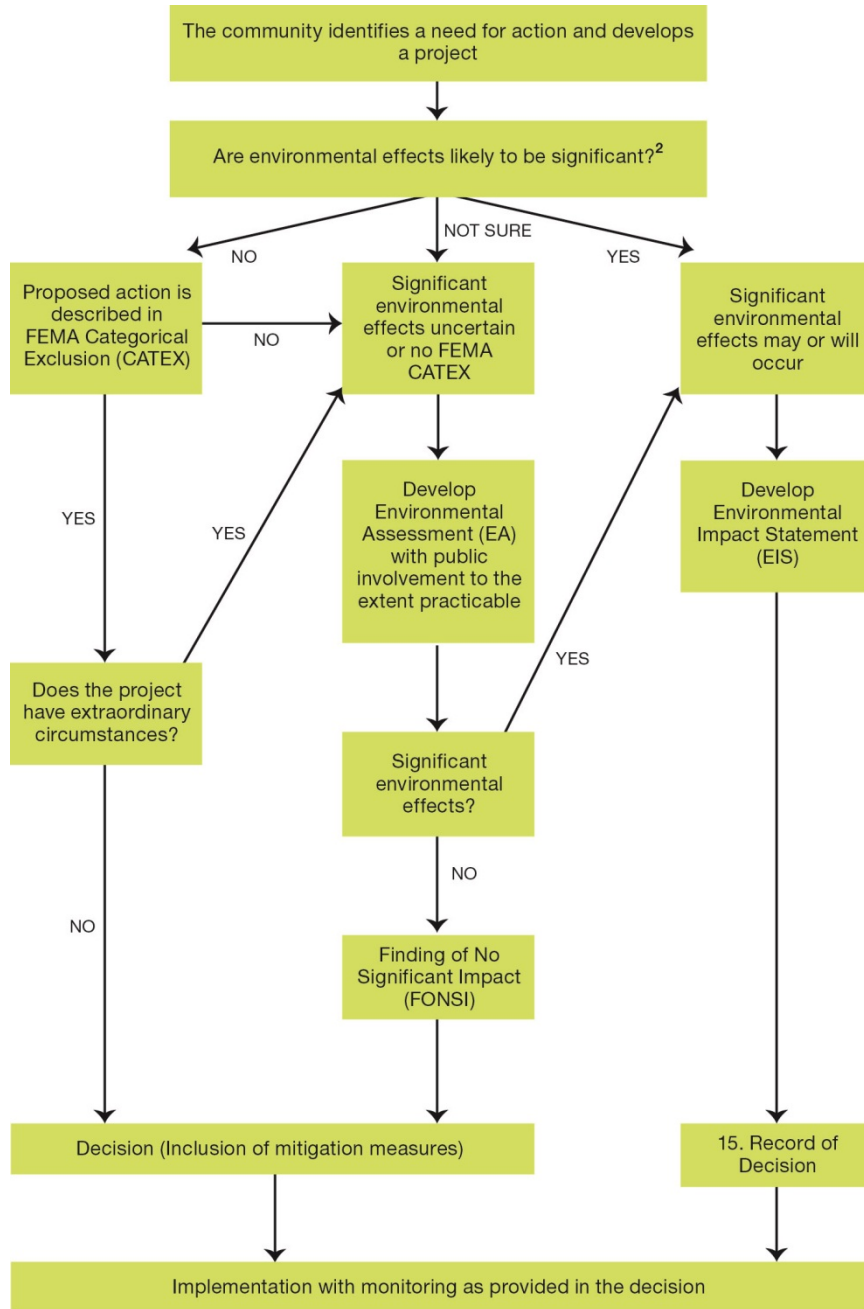 The community identifies a need for action and develops
a project
Are environmental effects likely to be significant?²
NO
NOT SURE
YES
Proposed action is
described in
FEMA Categorical
Exclusion (CATEX)
NO
Significant
environmental
effects uncertain
or no FEMA
CATEX
Significant
environmental
effects may or will
occur
YES
YES
Develop
Environmental
Assessment (EA)
with public
involvement to the
extent practicable
YES
Develop
Environmental
Impact Statement
(EIS)
Does the project
have extraordinary
circumstances?
Significant
environmental
effects?
NO
NO
Finding of No
Significant Impact
(FONSI)
Decision (Inclusion of mitigation measures)
15. Record of
Decision
Implementation with monitoring as provided in the decision